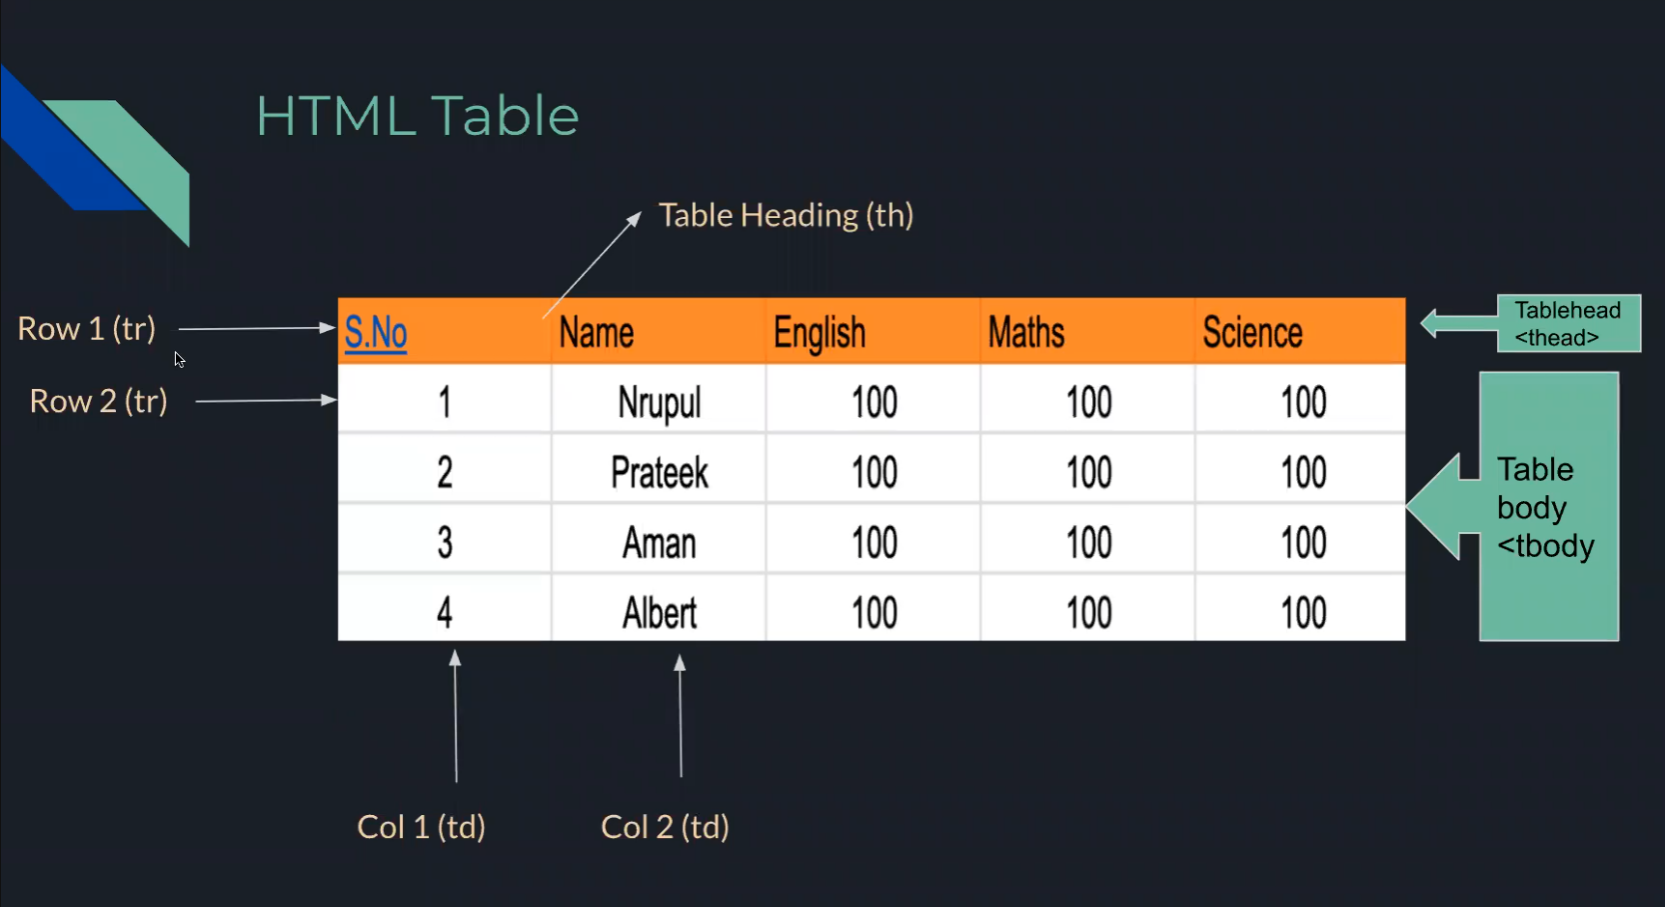 HTML Table
Table Heading (th)
Row 1 (tr)
S.No Name English Maths Science
Tablehead
<thead>
Row 2 (tr)
1 Nrupul 100 100 100
2 Prateek 100 100 100
3 Aman 100 100 100
4 Albert 100 100 100
Table
body
<tbody
Col 1 (td)
Col 2 (td)